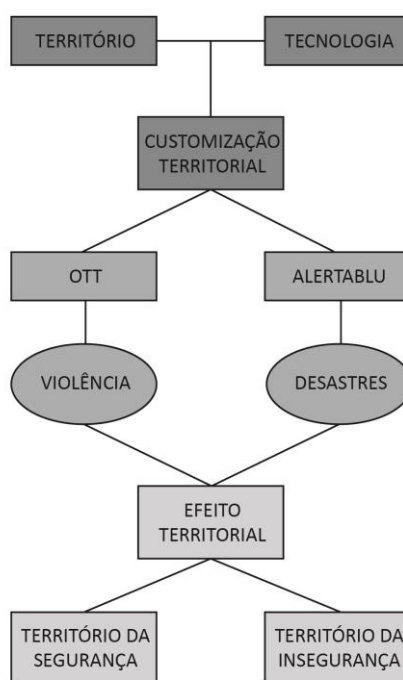 TERRITÓRIO
TECNOLOGIA
CUSTOMIZAÇÃO
TERRITORIAL
OTT
ALERTABLU
VIOLÊNCIA
DESASTRES
EFEITO
TERRITORIAL
TERRITÓRIO DA
SEGURANÇA
TERRITÓRIO DA
INSEGURANÇA